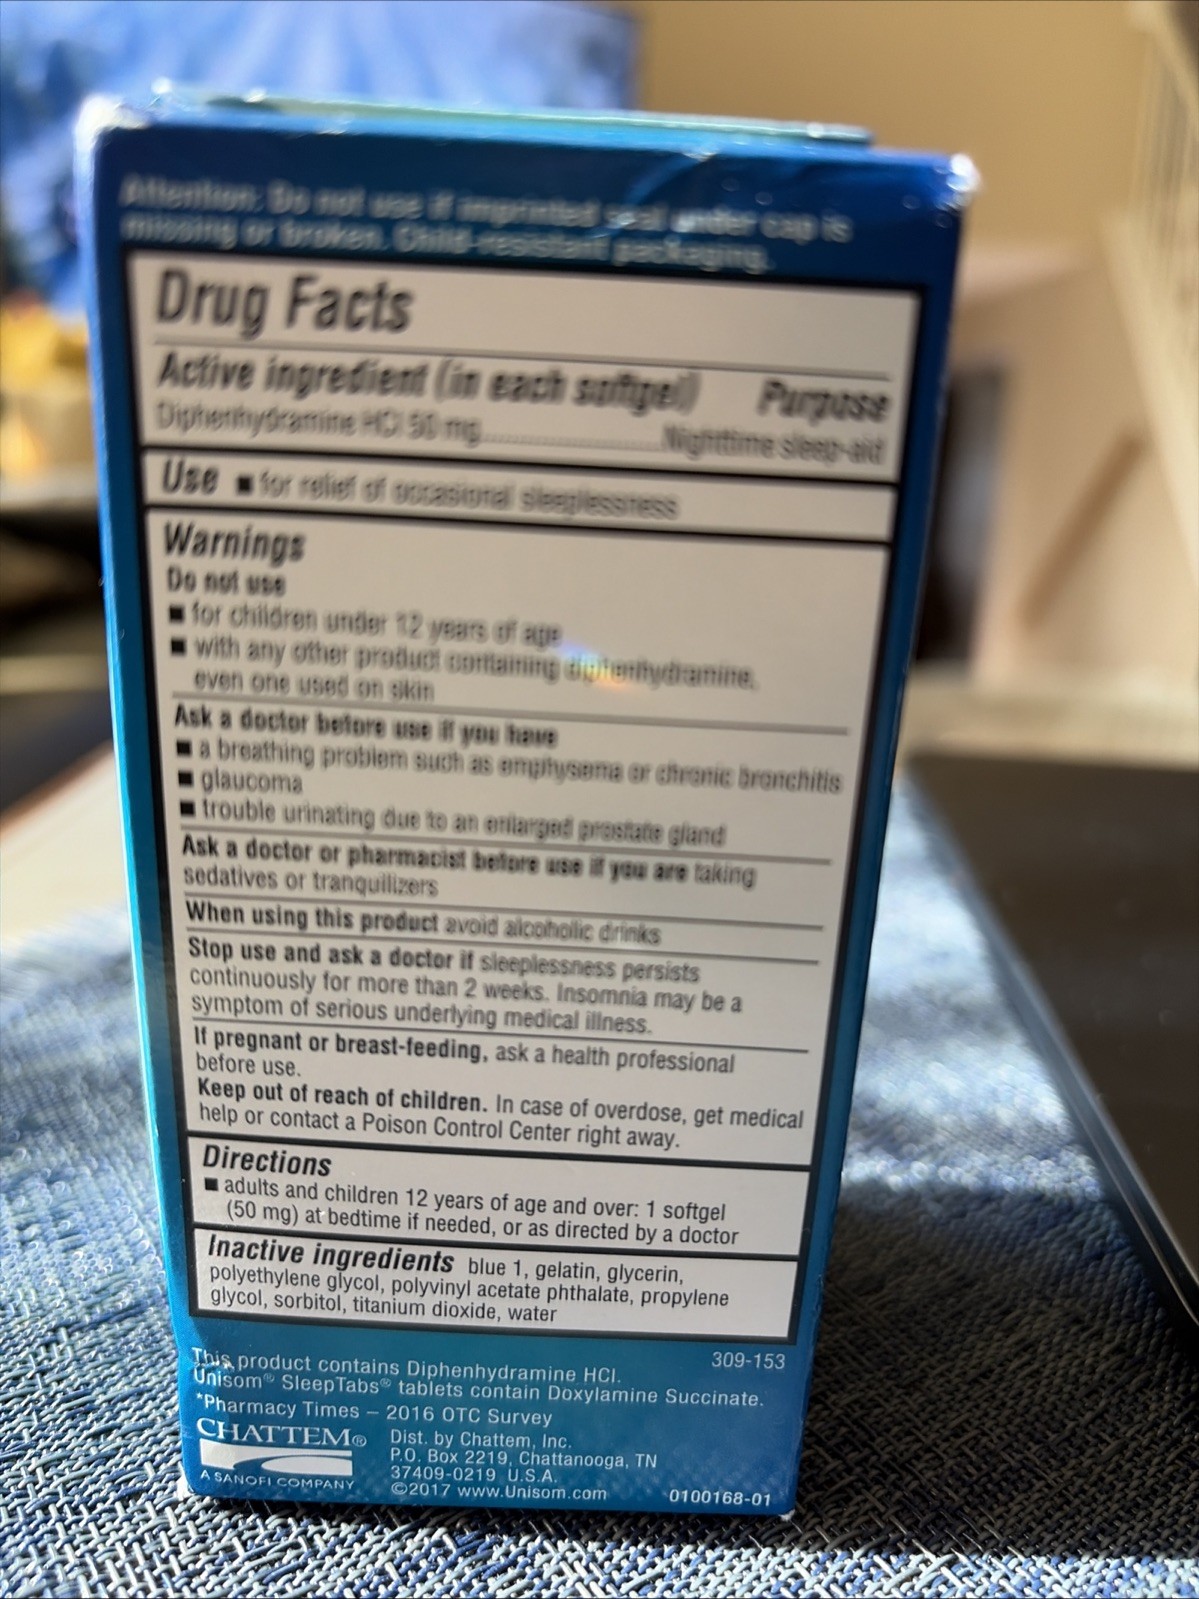 Attention: Do not use if imprinted seal under cap is
missing or broken. Child-resistant packaging.
Drug Facts
Active ingredient (in each softgel) Purpose
Diphenhydramine HCl 50 mg..............................Nighttime sleep-aid
Use ■ for relief of occasional sleeplessness
Warnings
Do not use
■ for children under 12 years of age
■ with any other product containing diphenhydramine,
even one used on skin
Ask a doctor before use if you have
■ a breathing problem such as emphysema or chronic bronchitis
■ glaucoma
■ trouble urinating due to an enlarged prostate gland
Ask a doctor or pharmacist before use if you are taking
sedatives or tranquilizers
When using this product avoid alcoholic drinks
Stop use and ask a doctor if sleeplessness persists
continuously for more than 2 weeks. Insomnia may be a
symptom of serious underlying medical illness.
If pregnant or breast-feeding, ask a health professional
before use.
Keep out of reach of children. In case of overdose, get medical
help or contact a Poison Control Center right away.
Directions
■ adults and children 12 years of age and over: 1 softgel
(50 mg) at bedtime if needed, or as directed by a doctor
Inactive ingredients blue 1, gelatin, glycerin,
polyethylene glycol, polyvinyl acetate phthalate, propylene
glycol, sorbitol, titanium dioxide, water
309-153
This product contains Diphenhydramine HCl.
Unisom® SleepTabs® tablets contain Doxylamine Succinate.
*Pharmacy Times – 2016 OTC Survey
CHATTEM®
A SANOFI COMPANY
Dist. by Chattem, Inc.
P.O. Box 2219, Chattanooga, TN
37409-0219 U.S.A.
©2017 www.Unisom.com
0100168-01